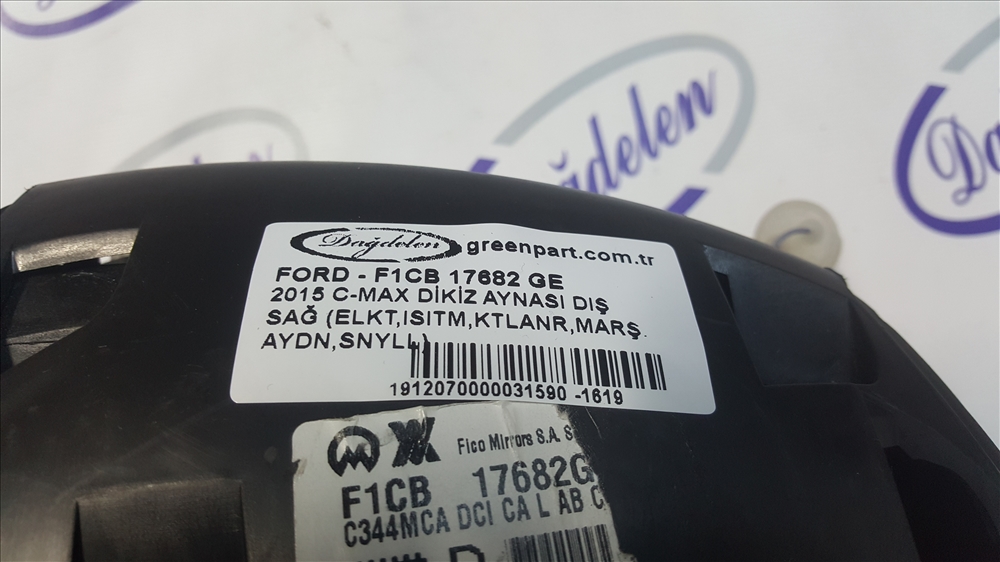 Dağdelen
Dağdelen greenpart.com.tr
FORD - F1CB 17682 GE
2015 C-MAX DİKİZ AYNASI DIŞ
SAĞ (ELKT,ISITM,KTLANR,MARŞ.
AYDN,SNYLL)
1912070000031590 -1619
Fico Mirrors S.A. S
F1CB 17682G
C344MCA DCI CA L AB C